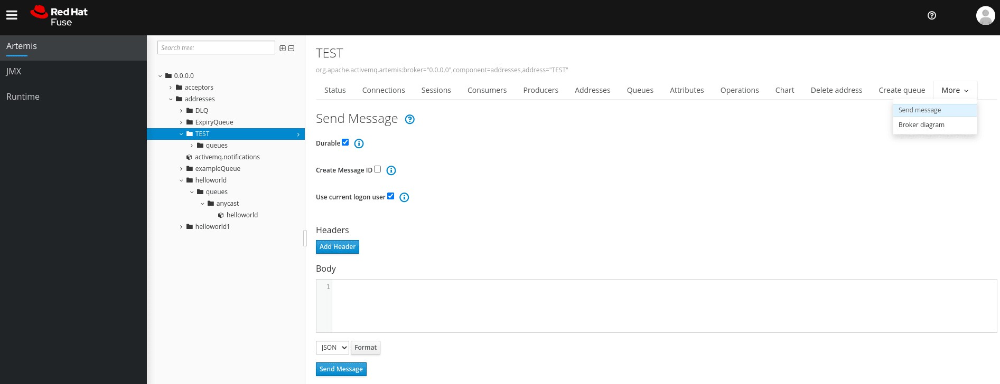 Red Hat
Fuse
Artemis
JMX
Runtime
Search tree:
0.0.0.0
acceptors
addresses
DLQ
ExpiryQueue
TEST
queues
activemq.notifications
exampleQueue
helloworld
queues
anycast
helloworld
helloworld1
TEST
org.apache.activemq.artemis:broker="0.0.0.0",component=addresses,address="TEST"
Status Connections Sessions Consumers Producers Addresses Queues Attributes Operations Chart Delete address Create queue More
Send message
Broker diagram
Send Message
Durable
Create Message ID
Use current logon user
Headers
Add Header
Body
1
JSON Format
Send Message